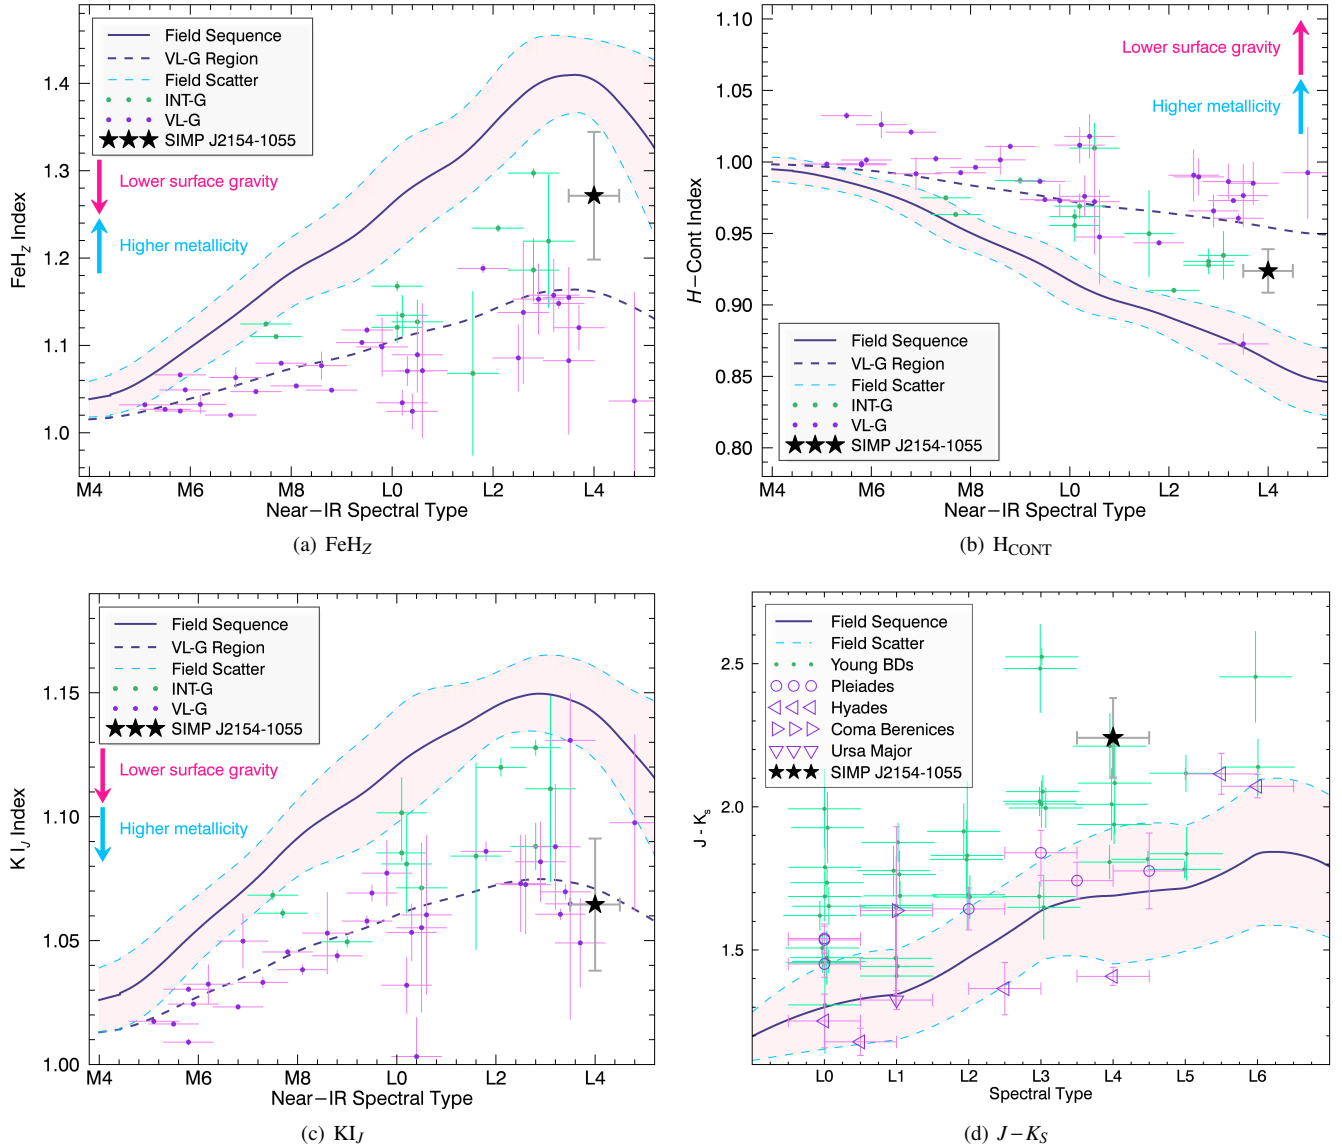 Field Sequence
VL-G Region
Field Scatter
INT-G
VL-G
SIMP J2154-1055
Lower surface gravity
Higher metallicity
FeHZ Index
1.4
1.3
1.2
1.1
1.0
M4 M6 M8 L0 L2 L4
Near-IR Spectral Type
(a) FeHZ
Lower surface gravity
Higher metallicity
H-Cont Index
1.10
1.05
1.00
0.95
0.90
0.85
0.80
Field Sequence
VL-G Region
Field Scatter
INT-G
VL-G
SIMP J2154-1055
M4 M6 M8 L0 L2 L4
Near-IR Spectral Type
(b) HCONT
Field Sequence
VL-G Region
Field Scatter
INT-G
VL-G
SIMP J2154-1055
Lower surface gravity
Higher metallicity
K IJ Index
1.15
1.10
1.05
1.00
M4 M6 M8 L0 L2 L4
Near-IR Spectral Type
(c) KIJ
Field Sequence
Field Scatter
Young BDs
Pleiades
Hyades
Coma Berenices
Ursa Major
SIMP J2154-1055
J - Ks
2.5
2.0
1.5
L0 L1 L2 L3 L4 L5 L6
Spectral Type
(d) J-KS